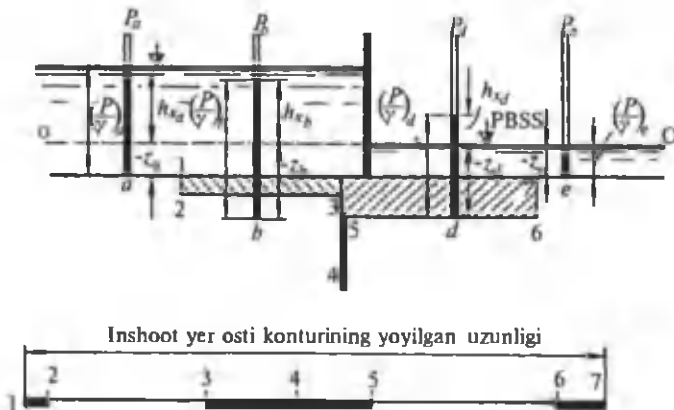 Pa Pb Pd Pe
hxa (P/γ) hxb (P/γ)d hxd PBSS (P/γ)e
O O
-za -zb -zd -ze
1 a e
2 3
b 5 d 6
4
Inshoot yer osti konturining yoyilgan uzunligi
1 2 3 4 5 6 7